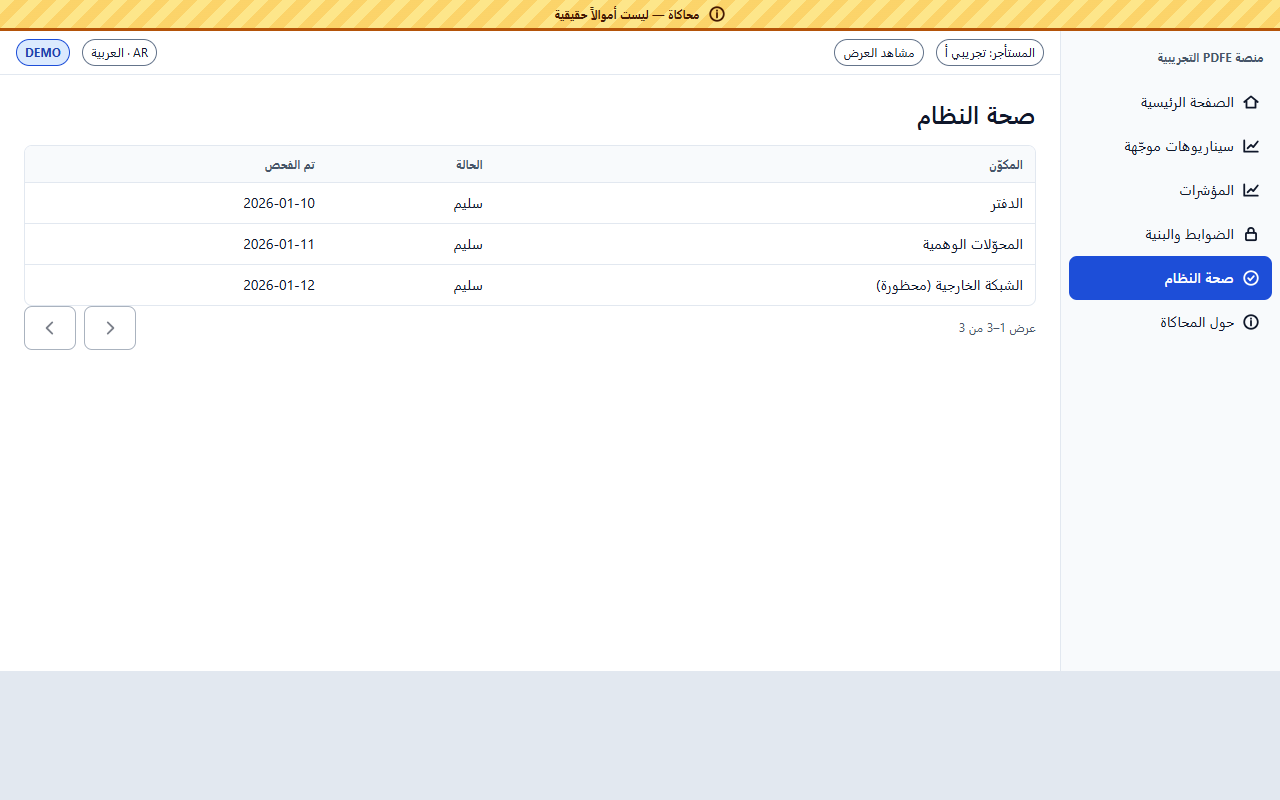 محاكاة — ليست أموالاً حقيقية
منصة PDFE التجريبية
الصفحة الرئيسية
سيناريوهات موجّهة
المؤشرات
الضوابط والبنية
صحة النظام
حول المحاكاة
المستأجر: تجريبي أ
مشاهد العرض
AR · العربية
DEMO
صحة النظام
المكوّن الحالة تم الفحص
الدفتر سليم 2026-01-10
المحوّلات الوهمية سليم 2026-01-11
الشبكة الخارجية (محظورة) سليم 2026-01-12
عرض 1–3 من 3